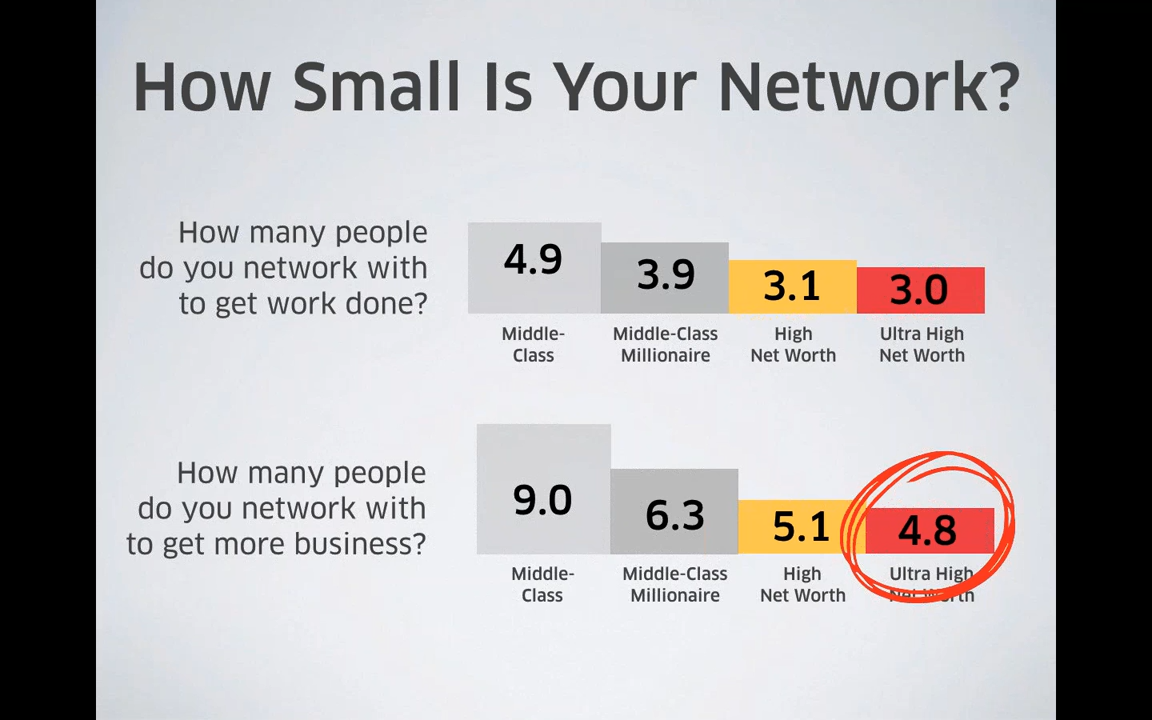 How Small Is Your Network?
How many people
do you network with
to get work done?
4.9
3.9
3.1
3.0
Middle-
Class
Middle-Class
Millionaire
High
Net Worth
Ultra High
Net Worth
How many people
do you network with
to get more business?
9.0
6.3
5.1
4.8
Middle-
Class
Middle-Class
Millionaire
High
Net Worth
Ultra High
Net Worth